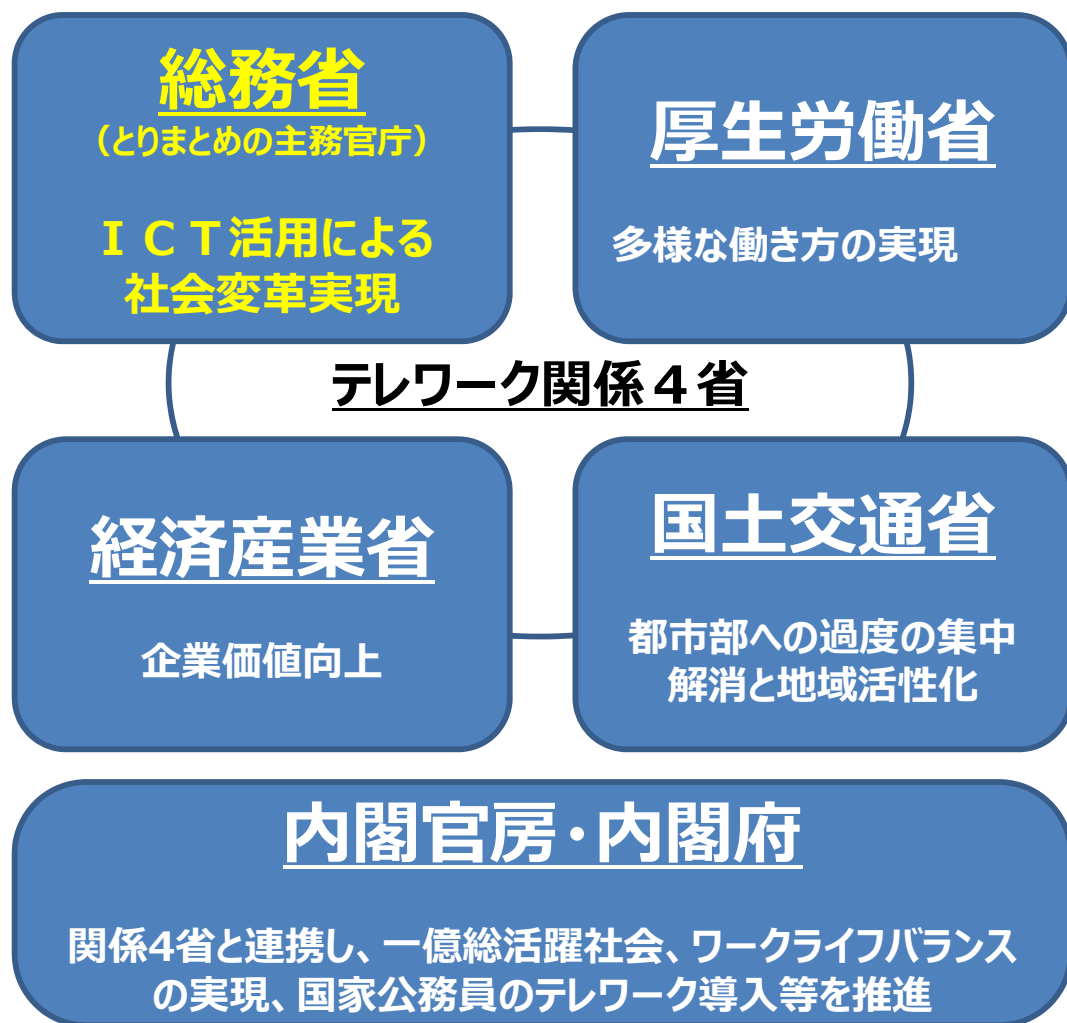 総務省
（とりまとめの主務官庁）
ＩＣＴ活用による
社会変革実現
厚生労働省
多様な働き方の実現
テレワーク関係４省
経済産業省
企業価値向上
国土交通省
都市部への過度の集中
解消と地域活性化
内閣官房・内閣府
関係4省と連携し、一億総活躍社会、ワークライフバランス
の実現、国家公務員のテレワーク導入等を推進